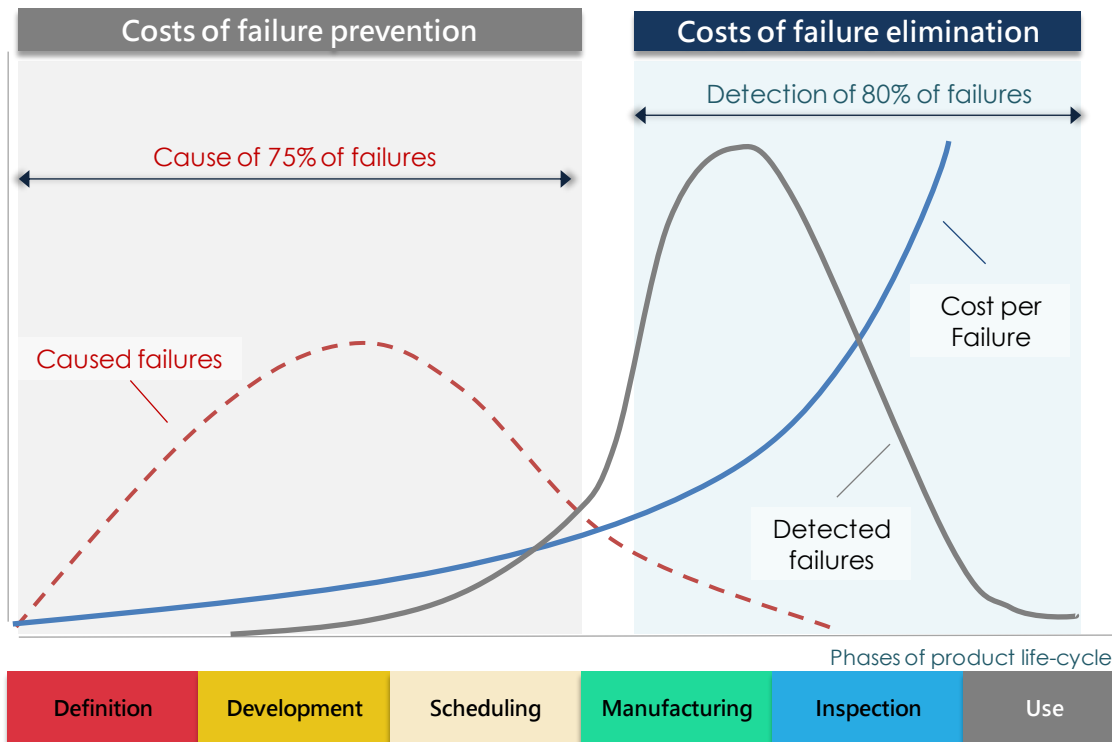 Costs of failure prevention
Costs of failure elimination
Detection of 80% of failures
Cause of 75% of failures
Caused failures
Cost per
Failure
Detected
failures
Phases of product life-cycle
Definition
Development
Scheduling
Manufacturing
Inspection
Use